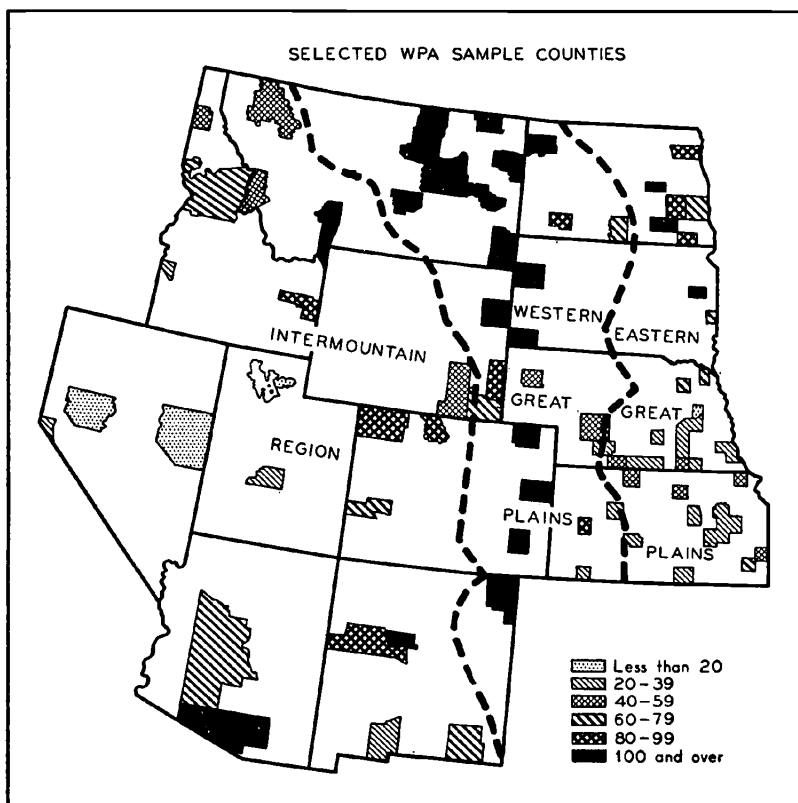 SELECTED WPA SAMPLE COUNTIES
WESTERN
EASTERN
INTERMOUNTAIN
GREAT
GREAT
REGION
PLAINS
PLAINS
Less than 20
20-39
40-59
60-79
80-99
100 and over